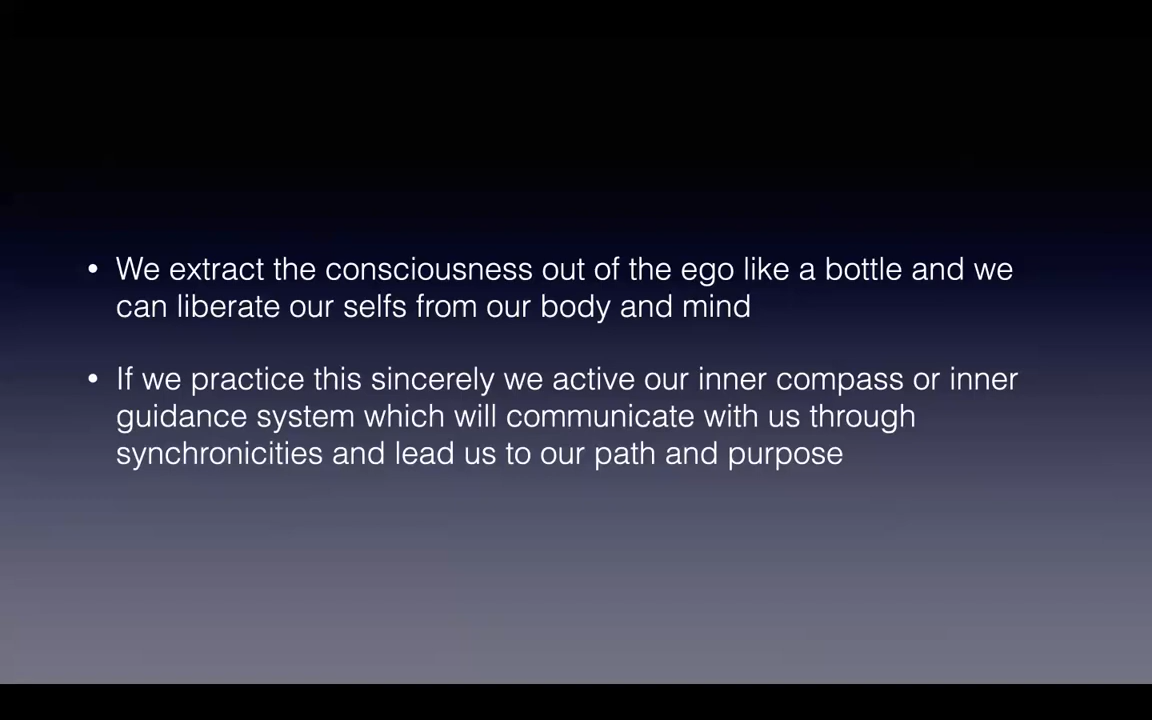 • We extract the consciousness out of the ego like a bottle and we
can liberate our selfs from our body and mind
• If we practice this sincerely we active our inner compass or inner
guidance system which will communicate with us through
synchronicities and lead us to our path and purpose